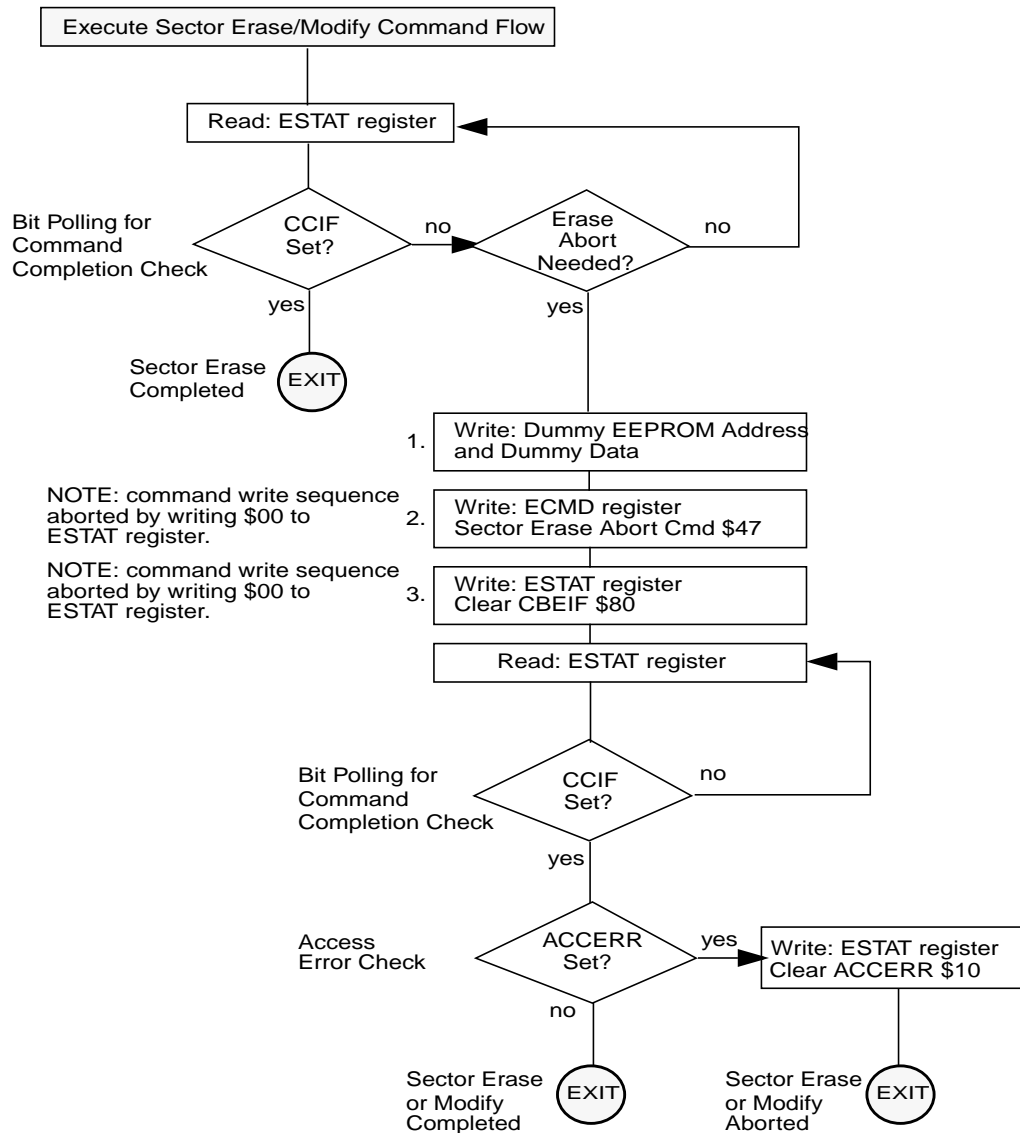 Execute Sector Erase/Modify Command Flow
Read: ESTAT register
Bit Polling for
Command
Completion Check
CCIF
Set?
no
Erase
Abort
Needed?
no
yes
yes
Sector Erase
Completed
EXIT
1.
Write: Dummy EEPROM Address
and Dummy Data
NOTE: command write sequence
aborted by writing $00 to
ESTAT register.
2.
Write: ECMD register
Sector Erase Abort Cmd $47
NOTE: command write sequence
aborted by writing $00 to
ESTAT register.
3.
Write: ESTAT register
Clear CBEIF $80
Read: ESTAT register
Bit Polling for
Command
Completion Check
CCIF
Set?
no
yes
Access
Error Check
ACCERR
Set?
yes
Write: ESTAT register
Clear ACCERR $10
no
Sector Erase
or Modify
Completed
EXIT
Sector Erase
or Modify
Aborted
EXIT